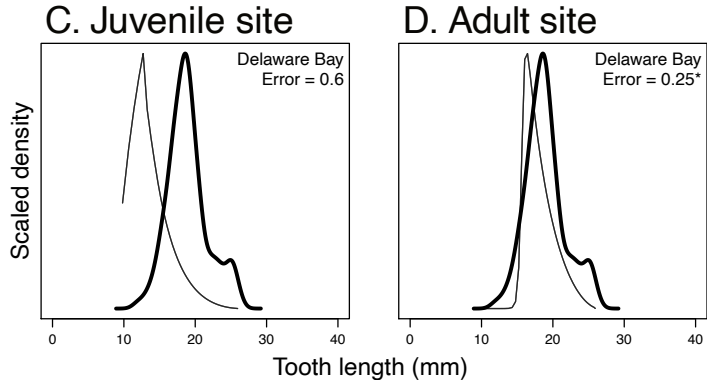 C. Juvenile site
D. Adult site
Delaware Bay
Error = 0.6
Delaware Bay
Error = 0.25*
Scaled density
0 10 20 30 40
0 10 20 30 40
Tooth length (mm)